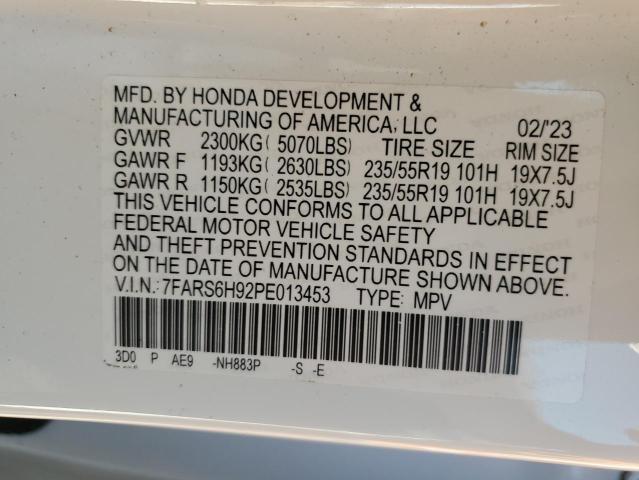 MFD. BY HONDA DEVELOPMENT &
MANUFACTURING OF AMERICA, LLC 02/'23
GVWR 2300KG( 5070LBS) TIRE SIZE RIM SIZE
GAWR F 1193KG( 2630LBS) 235/55R19 101H 19X7.5J
GAWR R 1150KG( 2535LBS) 235/55R19 101H 19X7.5J
THIS VEHICLE CONFORMS TO ALL APPLICABLE
FEDERAL MOTOR VEHICLE SAFETY
AND THEFT PREVENTION STANDARDS IN EFFECT
ON THE DATE OF MANUFACTURE SHOWN ABOVE.
V.I.N.: 7FARS6H92PE013453 TYPE: MPV
3D0 P AE9 -NH883P -S -E